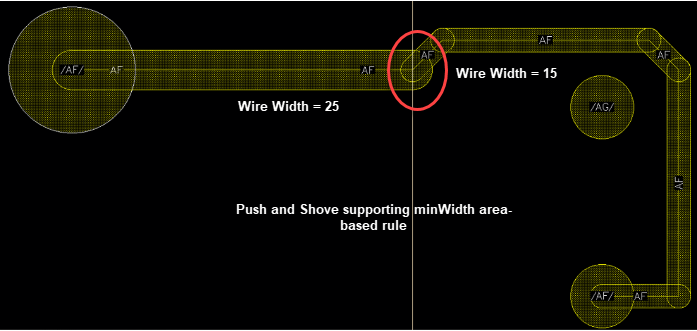 AF
AF
AF
/AF/
AF
AF
Wire Width = 15
Wire Width = 25
/AG/
AF
Push and Shove supporting minWidth area-
based rule
/AF/
AF